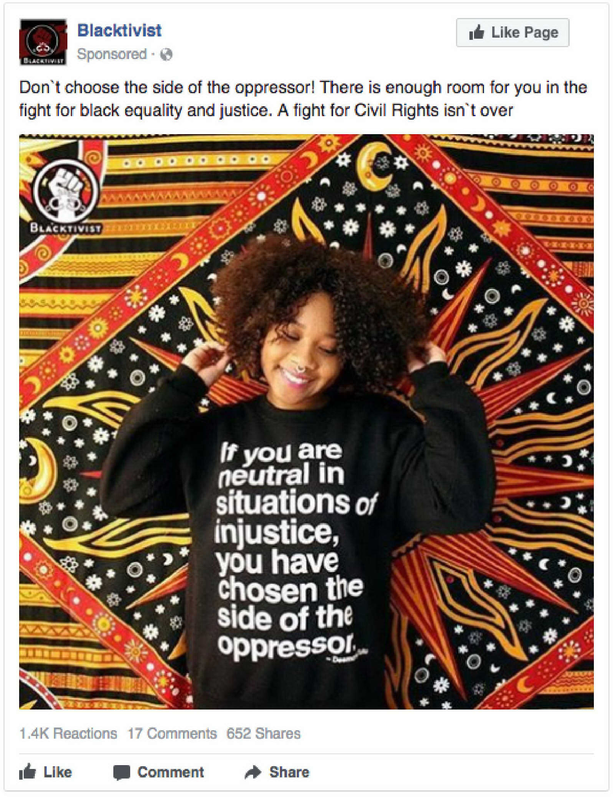 Blacktivist
Like Page
BLACKTIVIST
Sponsored ·
Don`t choose the side of the oppressor! There is enough room for you in the
fight for black equality and justice. A fight for Civil Rights isn`t over
BLACKTIVIST
If you are
neutral in
situations of
injustice,
you have
chosen the
side of the
oppressor.
1.4K Reactions 17 Comments 652 Shares
Like Comment Share